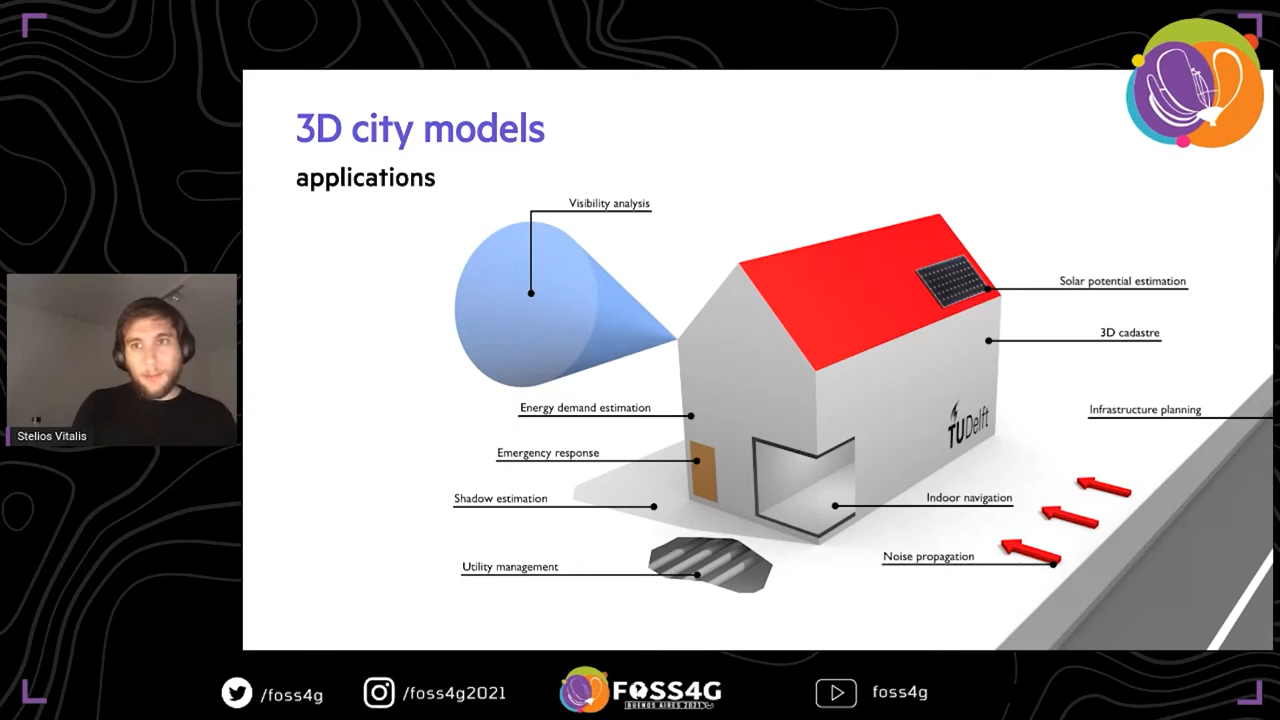 3D city models
applications
Visibility analysis
Solar potential estimation
3D cadastre
Energy demand estimation
Infrastructure planning
TUDelft
Emergency response
Shadow estimation
Indoor navigation
Noise propagation
Utility management
Stelios Vitalis
/foss4g
/foss4g2021
FOSS4G
BUENOS AIRES 2021
foss4g